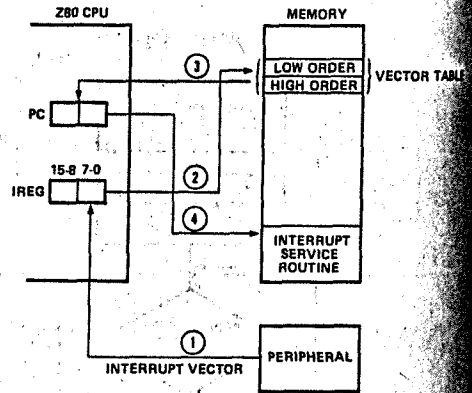 Z80 CPU
MEMORY
3
LOW ORDER
HIGH ORDER
VECTOR TABLE
PC
15-8 7-0
IREG
2
4
INTERRUPT
SERVICE
ROUTINE
1
INTERRUPT VECTOR
PERIPHERAL